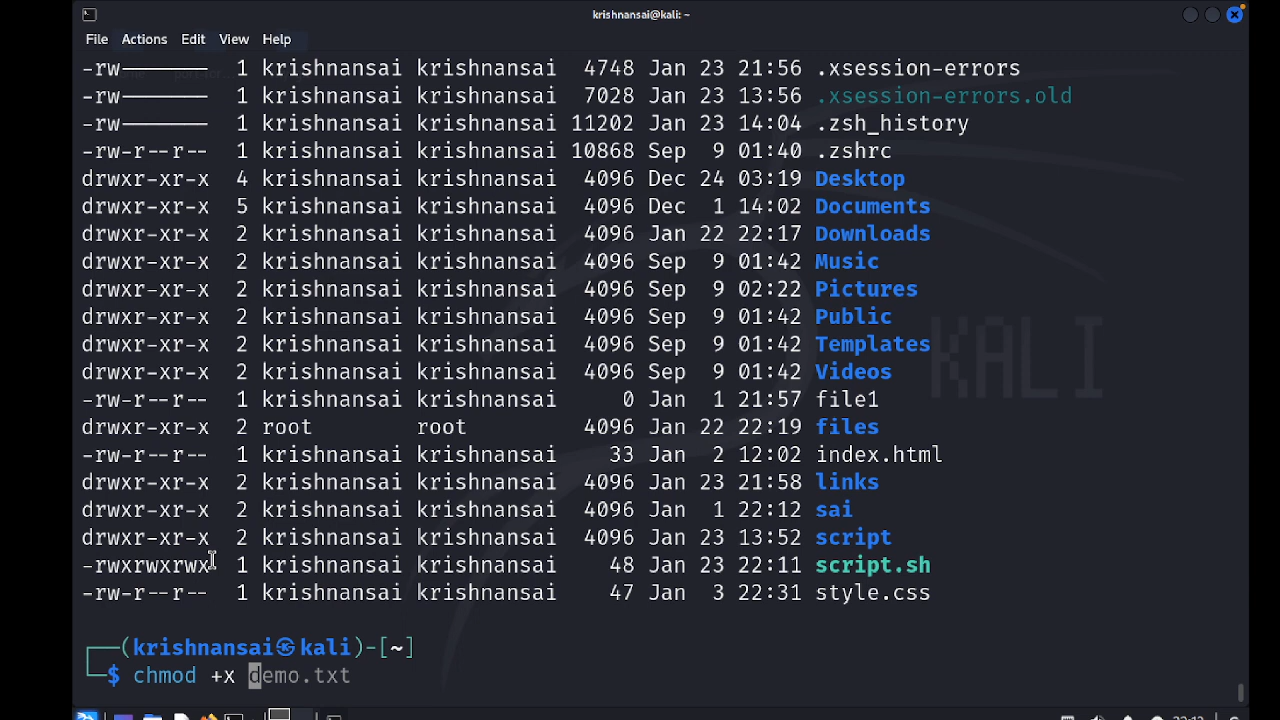 krishnansai@kali: ~
File Actions Edit View Help
-rw------- 1 krishnansai krishnansai 4748 Jan 23 21:56 .xsession-errors
-rw------- 1 krishnansai krishnansai 7028 Jan 23 13:56 .xsession-errors.old
-rw------- 1 krishnansai krishnansai 11202 Jan 23 14:04 .zsh_history
-rw-r--r-- 1 krishnansai krishnansai 10868 Sep 9 01:40 .zshrc
drwxr-xr-x 4 krishnansai krishnansai 4096 Dec 24 03:19 Desktop
drwxr-xr-x 5 krishnansai krishnansai 4096 Dec 1 14:02 Documents
drwxr-xr-x 2 krishnansai krishnansai 4096 Jan 22 22:17 Downloads
drwxr-xr-x 2 krishnansai krishnansai 4096 Sep 9 01:42 Music
drwxr-xr-x 2 krishnansai krishnansai 4096 Sep 9 02:22 Pictures
drwxr-xr-x 2 krishnansai krishnansai 4096 Sep 9 01:42 Public
drwxr-xr-x 2 krishnansai krishnansai 4096 Sep 9 01:42 Templates
drwxr-xr-x 2 krishnansai krishnansai 4096 Sep 9 01:42 Videos
-rw-r--r-- 1 krishnansai krishnansai 0 Jan 1 21:57 file1
drwxr-xr-x 2 root root 4096 Jan 22 22:19 files
-rw-r--r-- 1 krishnansai krishnansai 33 Jan 2 12:02 index.html
drwxr-xr-x 2 krishnansai krishnansai 4096 Jan 23 21:58 links
drwxr-xr-x 2 krishnansai krishnansai 4096 Jan 1 22:12 sai
drwxr-xr-x 2 krishnansai krishnansai 4096 Jan 23 13:52 script
-rwxrwxrwx 1 krishnansai krishnansai 48 Jan 23 22:11 script.sh
-rw-r--r-- 1 krishnansai krishnansai 47 Jan 3 22:31 style.css
KALI
┌──(krishnansai㉿kali)-[~]
└─$ chmod +x demo.txt